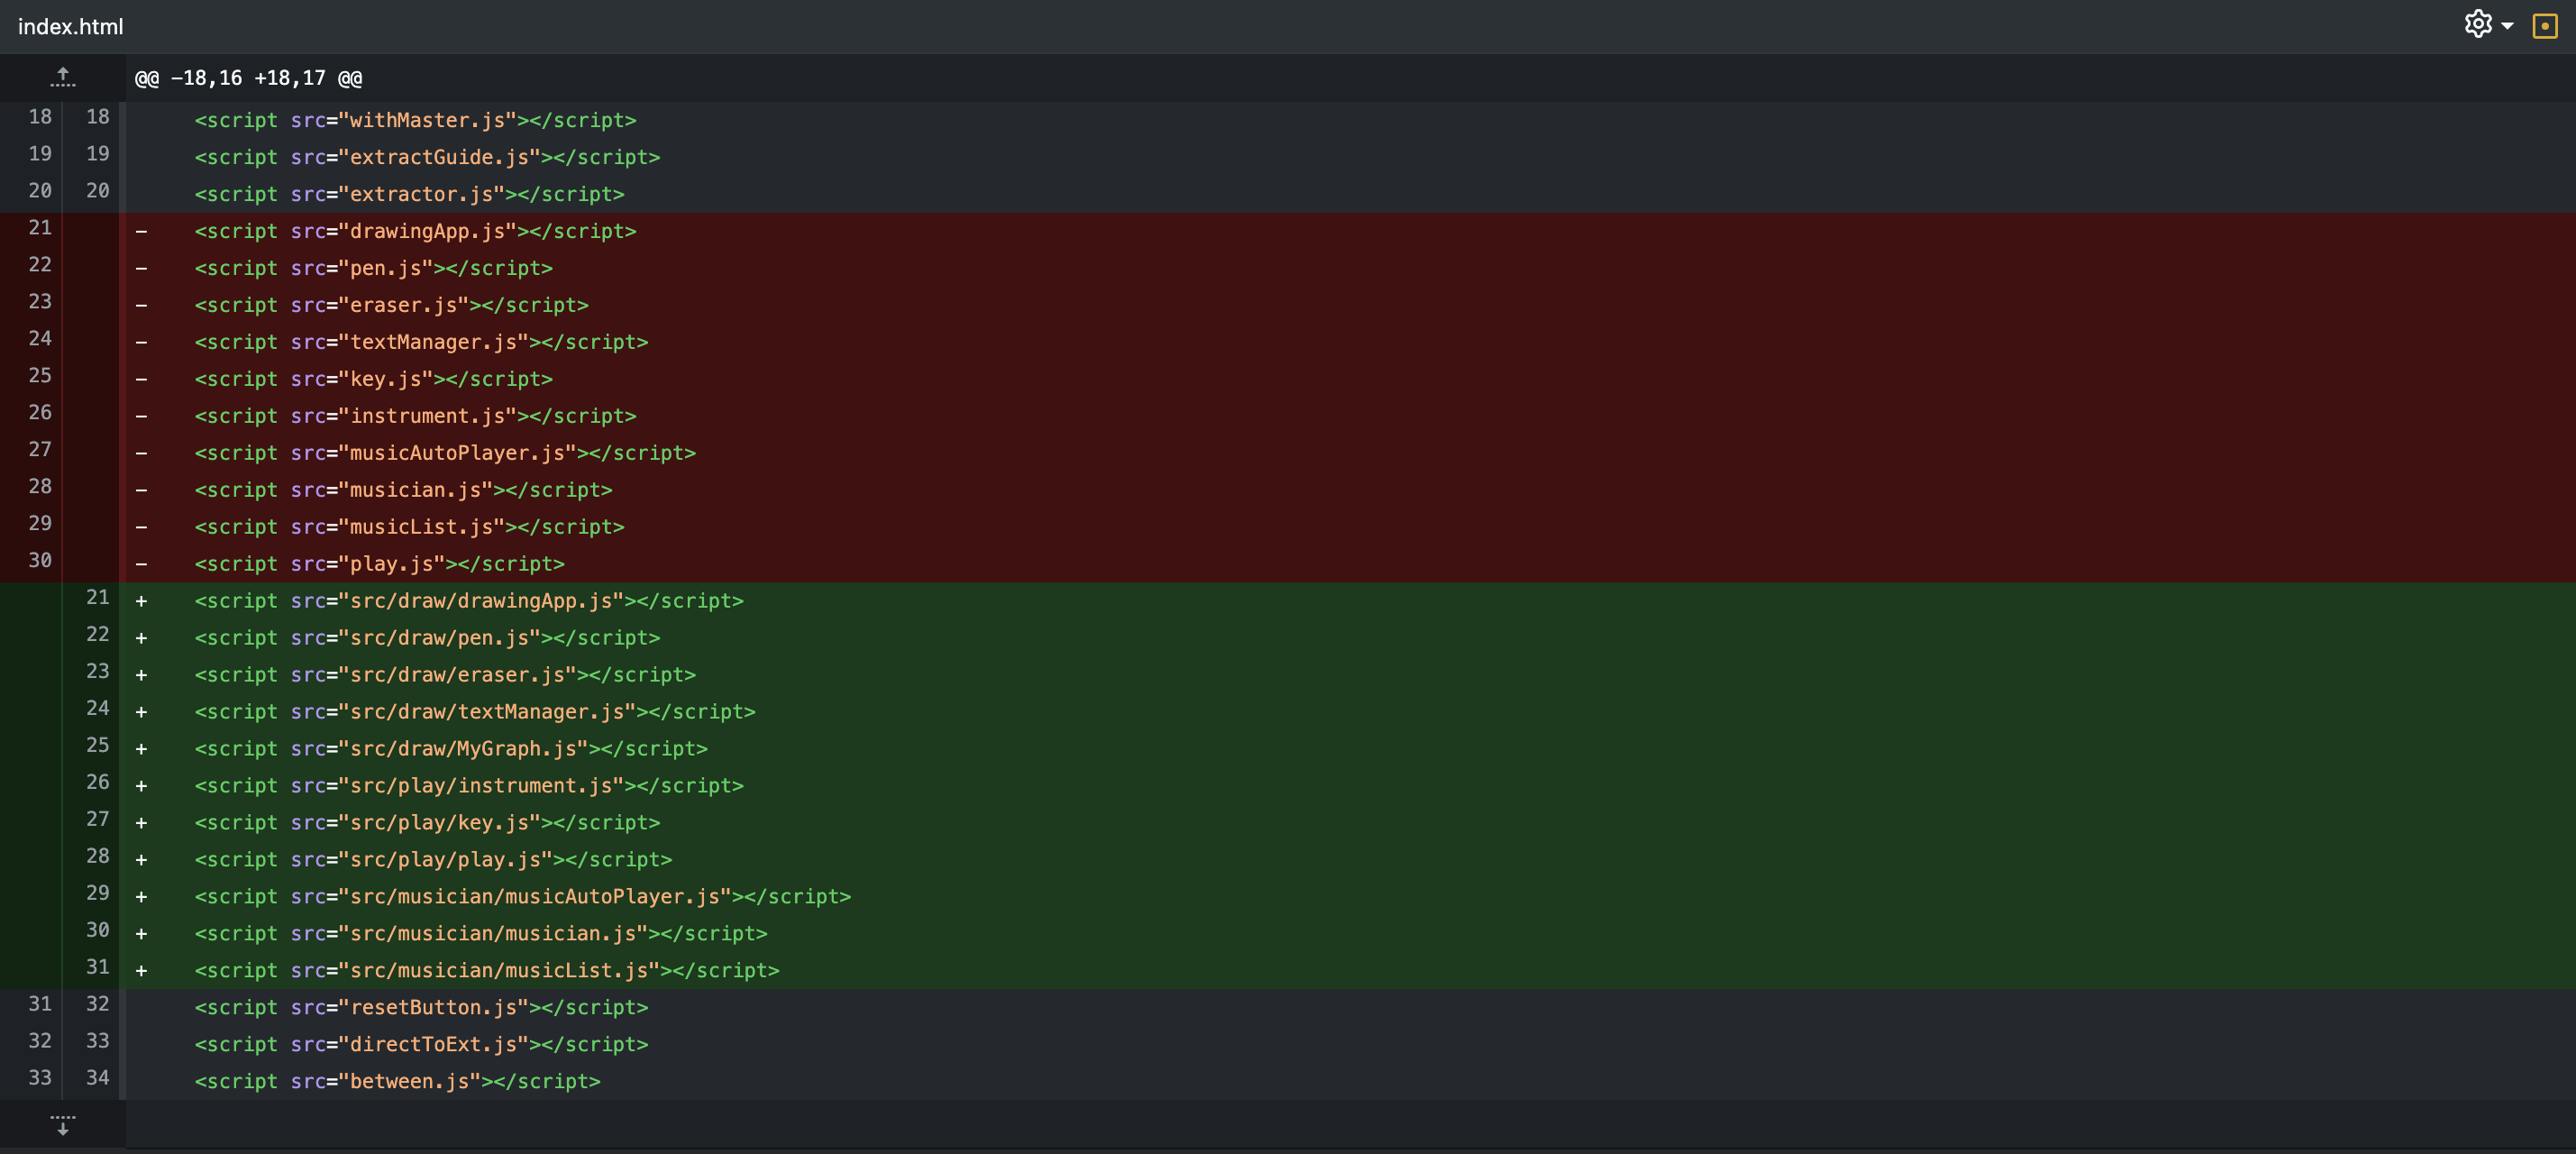 index.html
@@ -18,16 +18,17 @@
18 18 <script src="withMaster.js"></script>
19 19 <script src="extractGuide.js"></script>
20 20 <script src="extractor.js"></script>
21 - <script src="drawingApp.js"></script>
22 - <script src="pen.js"></script>
23 - <script src="eraser.js"></script>
24 - <script src="textManager.js"></script>
25 - <script src="key.js"></script>
26 - <script src="instrument.js"></script>
27 - <script src="musicAutoPlayer.js"></script>
28 - <script src="musician.js"></script>
29 - <script src="musicList.js"></script>
30 - <script src="play.js"></script>
21 + <script src="src/draw/drawingApp.js"></script>
22 + <script src="src/draw/pen.js"></script>
23 + <script src="src/draw/eraser.js"></script>
24 + <script src="src/draw/textManager.js"></script>
25 + <script src="src/draw/MyGraph.js"></script>
26 + <script src="src/play/instrument.js"></script>
27 + <script src="src/play/key.js"></script>
28 + <script src="src/play/play.js"></script>
29 + <script src="src/musician/musicAutoPlayer.js"></script>
30 + <script src="src/musician/musician.js"></script>
31 + <script src="src/musician/musicList.js"></script>
31 32 <script src="resetButton.js"></script>
32 33 <script src="directToExt.js"></script>
33 34 <script src="between.js"></script>